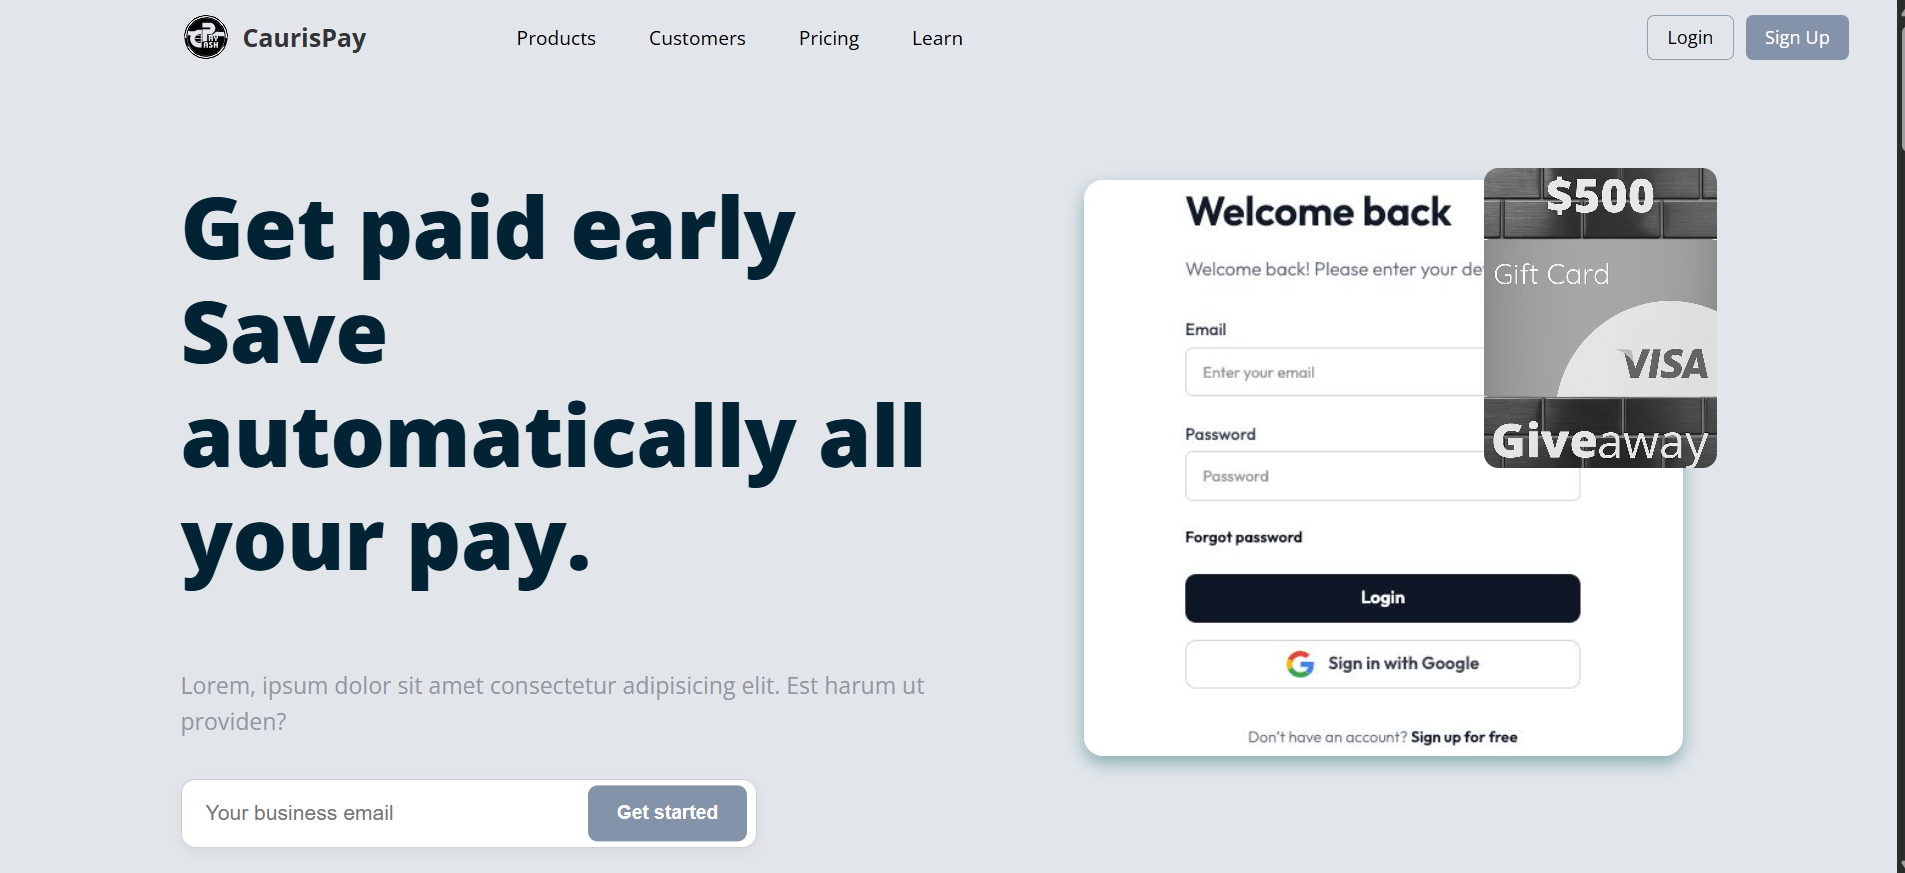 CaurisPay
Products
Customers
Pricing
Learn
Login
Sign Up
Get paid early
Save
automatically all
your pay.
Lorem, ipsum dolor sit amet consectetur adipisicing elit. Est harum ut
providen?
Your business email
Get started
Welcome back
Welcome back! Please enter your de
Email
Enter your email
Password
Password
Forgot password
Login
Sign in with Google
Don't have an account? Sign up for free
$500
Gift Card
VISA
Giveaway